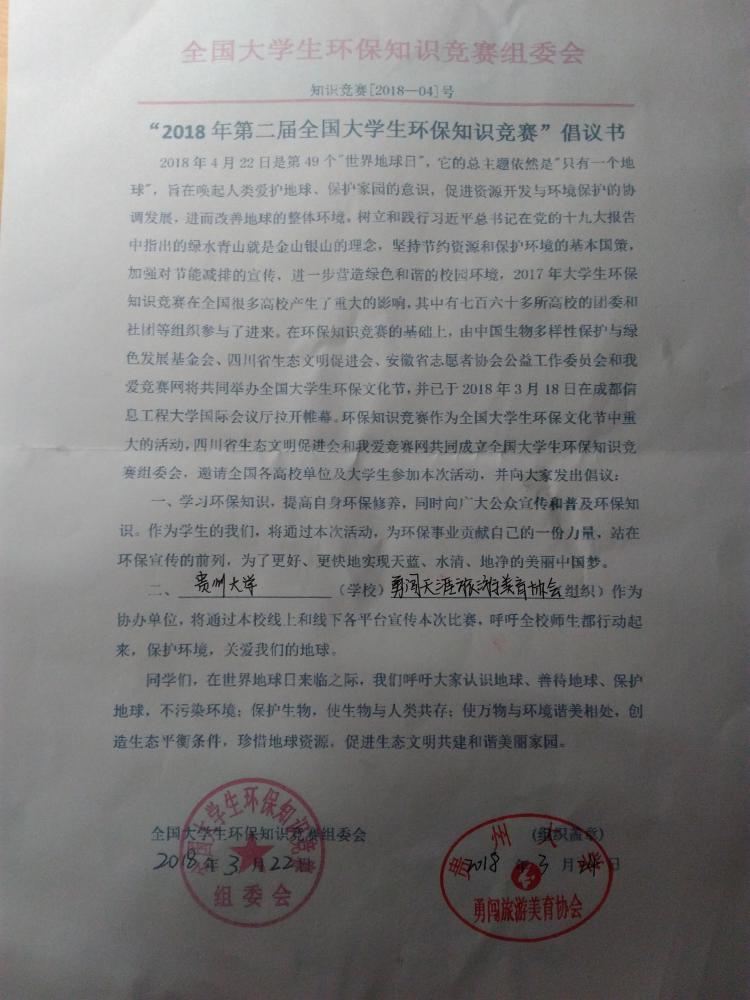 全国大学生环保知识竞赛组委会
知识竞赛[2018—04]号
“2018 年第二届全国大学生环保知识竞赛”倡议书
2018 年 4 月 22 日是第 49 个"世界地球日"，它的总主题依然是"只有一个地
球"，旨在唤起人类爱护地球、保护家园的意识，促进资源开发与环境保护的协
调发展，进而改善地球的整体环境。树立和践行习近平总书记在党的十九大报告
中指出的绿水青山就是金山银山的理念，坚持节约资源和保护环境的基本国策，
加强对节能减排的宣传、进一步营造绿色和谐的校园环境，2017 年大学生环保
知识竞赛在全国很多高校产生了重大的影响，其中有七百六十多所高校的团委和
社团等组织参与了进来。在环保知识竞赛的基础上，由中国生物多样性保护与绿
色发展基金会、四川省生态文明促进会、安徽省志愿者协会公益工作委员会和我
爱竞赛网将共同举办全国大学生环保文化节，并已于 2018 年 3 月 18 日在成都信
息工程大学国际会议厅拉开帷幕。环保知识竞赛作为全国大学生环保文化节中重
大的活动，四川省生态文明促进会和我爱竞赛网共同成立全国大学生环保知识竞
赛组委会，邀请全国各高校单位及大学生参加本次活动，并向大家发出倡议：
一、学习环保知识，提高自身环保修养，同时向广大公众宣传和普及环保知
识。作为学生的我们，将通过本次活动，为环保事业贡献自己的一份力量，站在
环保宣传的前列，为了更好、更快地实现天蓝、水清、地净的美丽中国梦。
二、贵州大学（学校）勇闯天涯旅游美育协会组织）作为
协办单位，将通过本校线上和线下各平台宣传本次比赛，呼吁全校师生都行动起
来，保护环境，关爱我们的地球。
同学们，在世界地球日来临之际，我们呼吁大家认识地球、善待地球、保护
地球，不污染环境；保护生物，使生物与人类共存；使万物与环境谐美相处，创
造生态平衡条件，珍惜地球资源，促进生态文明共建和谐美丽家园。
全国大学生环保知识竞赛组委会
2018 年 3 月 22 日
全国大学生环保知识竞赛
组委会
(组织盖章)
2018 年 3 月 日
贵州大学
勇闯旅游美育协会